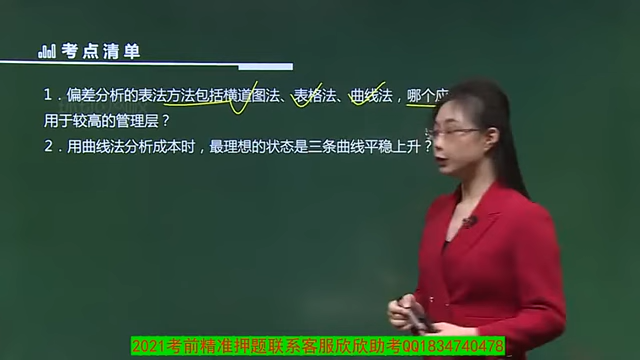 考点清单
1．偏差分析的表法方法包括横道图法、表格法、曲线法，哪个应
用于较高的管理层？
2．用曲线法分析成本时，最理想的状态是三条曲线平稳上升？
2021考前精准押题联系客服欣欣助考QQ1834740478